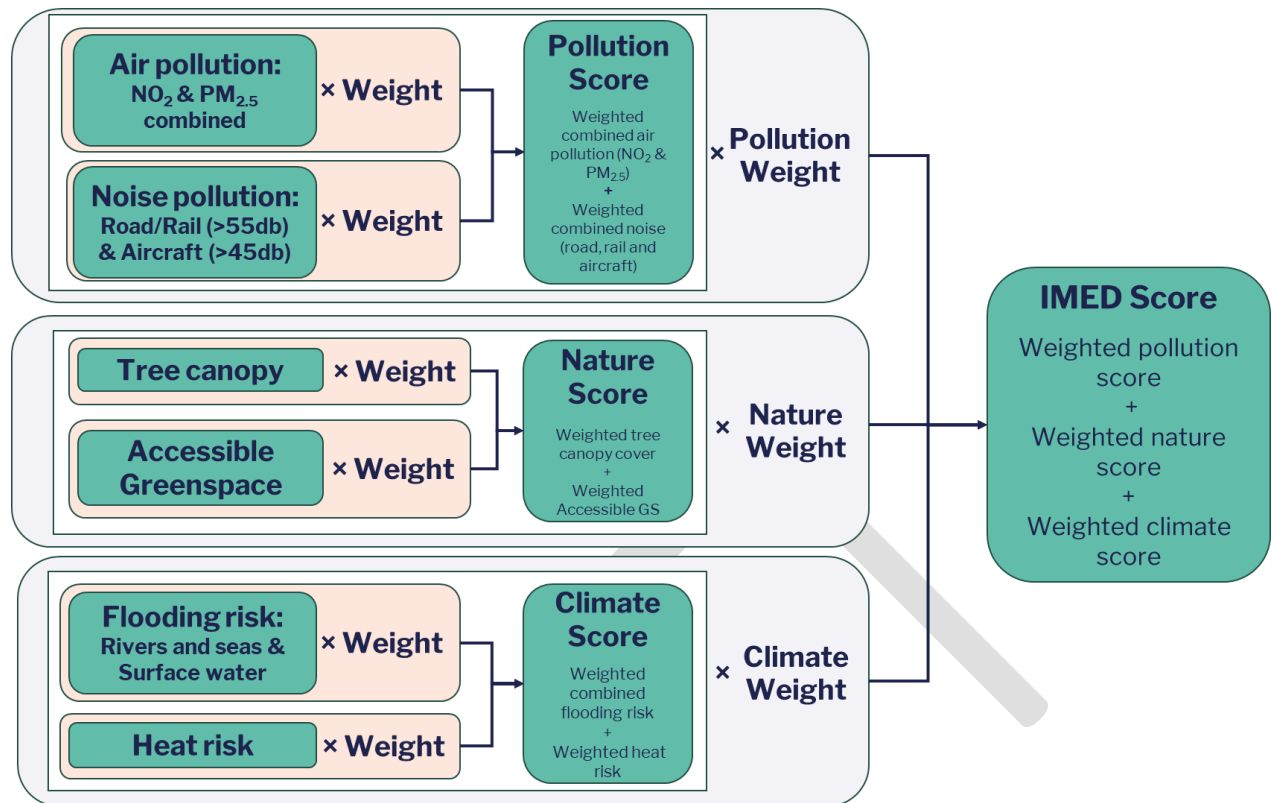 Air pollution:
NO₂ & PM₂.₅
combined
× Weight
Noise pollution:
Road/Rail (>55db)
& Aircraft (>45db)
× Weight
Pollution
Score
Weighted
combined air
pollution (NO₂ &
PM₂.₅)
+
Weighted
combined noise
(road, rail and
aircraft)
× Pollution
Weight
Tree canopy
× Weight
Accessible
Greenspace
× Weight
Nature
Score
Weighted tree
canopy cover
+
Weighted
Accessible GS
× Nature
Weight
Flooding risk:
Rivers and seas &
Surface water
× Weight
Heat risk
× Weight
Climate
Score
Weighted
combined
flooding risk
+
Weighted heat
risk
× Climate
Weight
IMED Score
Weighted pollution
score
+
Weighted nature
score
+
Weighted climate
score